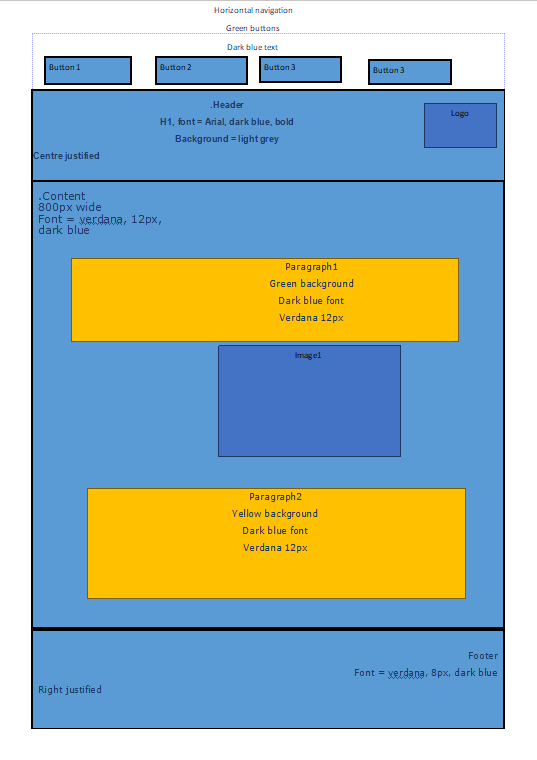 Horizontal navigation
Green buttons
Dark blue text
Button 1
Button 2
Button 3
Button 3
.Header
H1, font = Arial, dark blue, bold
Background = light grey
Logo
Centre justified
.Content
800px wide
Font = verdana, 12px,
dark blue
Paragraph1
Green background
Dark blue font
Verdana 12px
Image1
Paragraph2
Yellow background
Dark blue font
Verdana 12px
Footer
Font = verdana, 8px, dark blue
Right justified